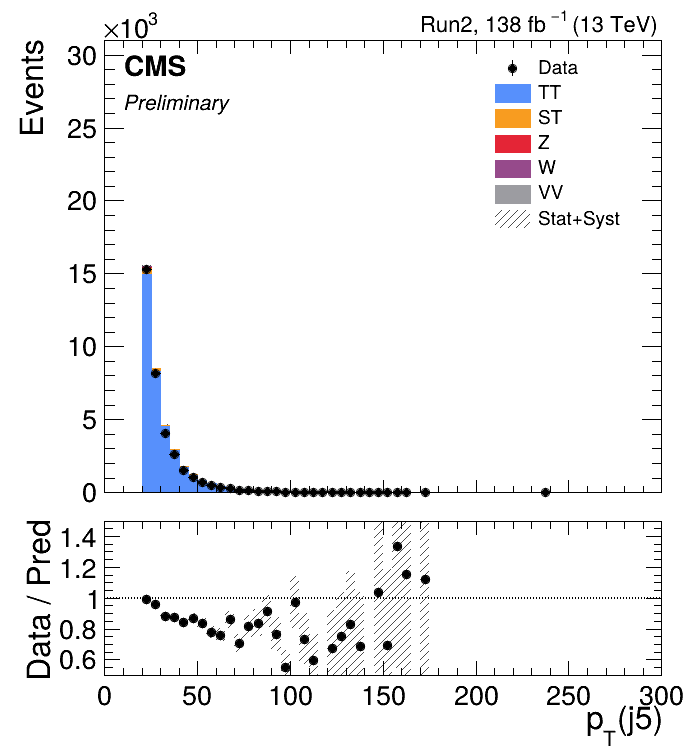 ×10³
Run2, 138 fb⁻¹ (13 TeV)
CMS
Preliminary
Events
30
25
20
15
10
5
0
Data
TT
ST
Z
W
VV
Stat+Syst
Data / Pred
1.4
1.2
1
0.8
0.6
0 50 100 150 200 250 300
p_T(j5)